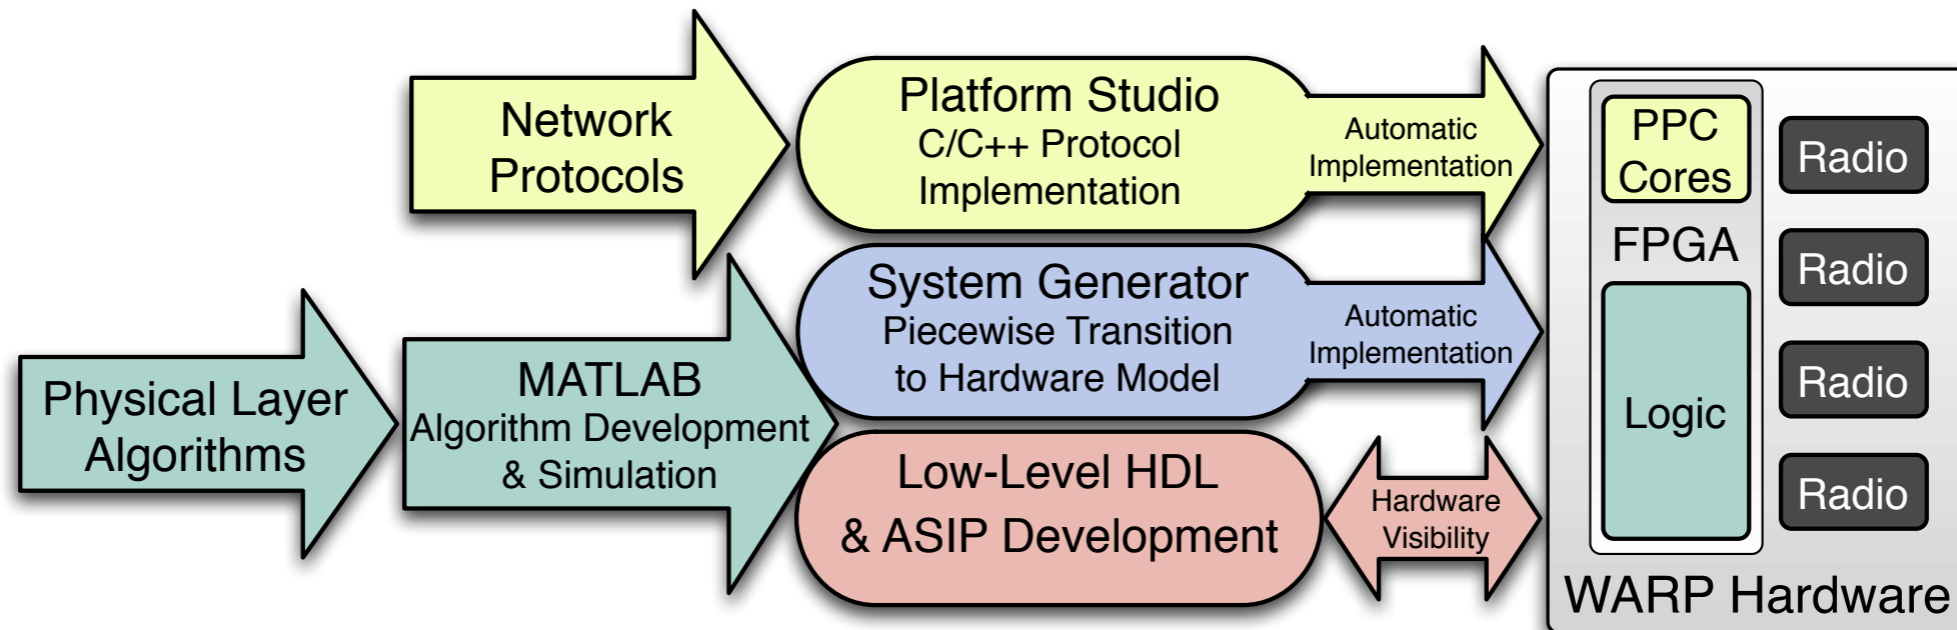 Network
Protocols
Platform Studio
C/C++ Protocol
Implementation
Automatic
Implementation
Physical Layer
Algorithms
MATLAB
Algorithm Development
& Simulation
System Generator
Piecewise Transition
to Hardware Model
Automatic
Implementation
Low-Level HDL
& ASIP Development
Hardware
Visibility
PPC
Cores
FPGA
Logic
Radio
Radio
Radio
Radio
WARP Hardware